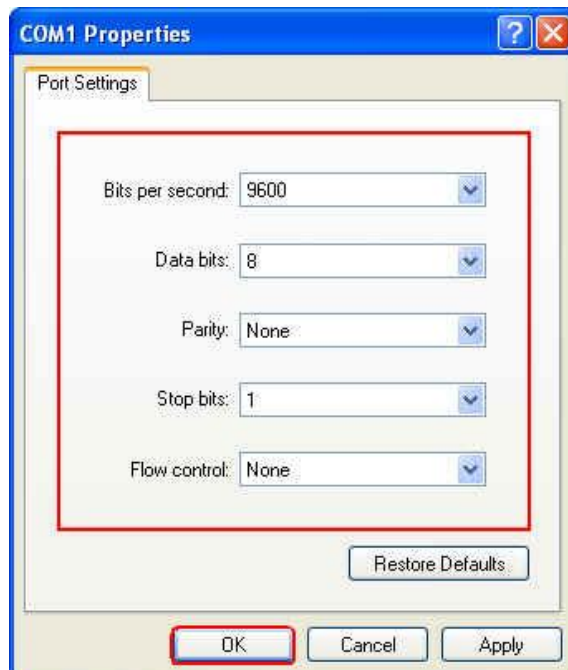 COM1 Properties
Port Settings
Bits per second: 9600
Data bits: 8
Parity: None
Stop bits: 1
Flow control: None
Restore Defaults
OK Cancel Apply